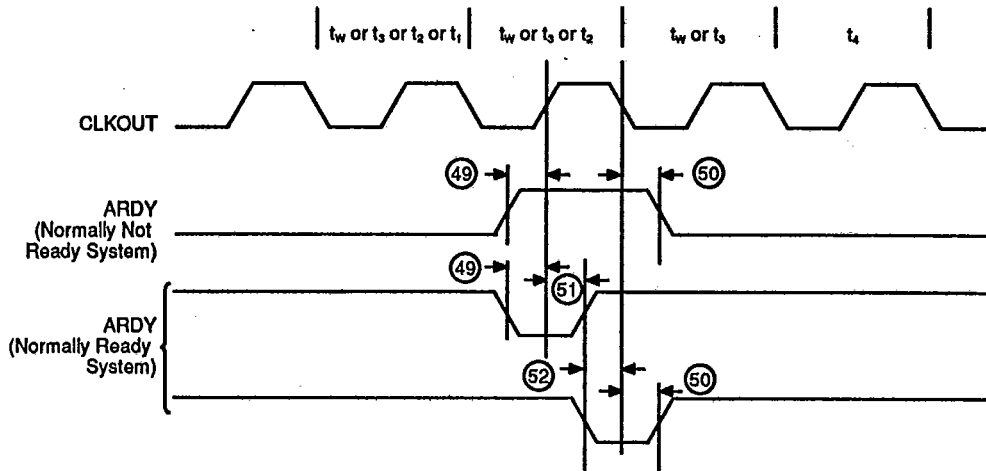 tW or t3 or t2 or t1
tW or t3 or t2
tW or t3
t4
CLKOUT
49
50
ARDY
(Normally Not
Ready System)
49
51
ARDY
(Normally Ready
System)
52
50